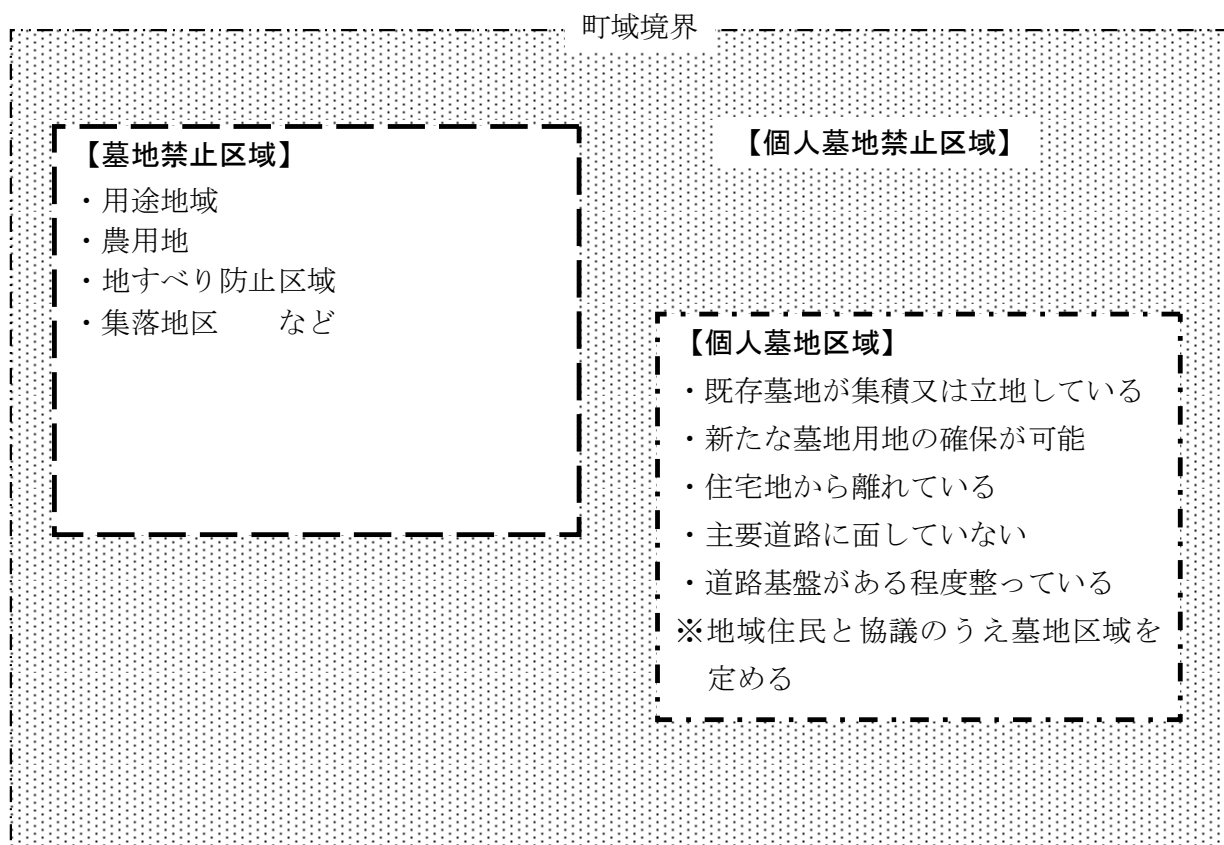 町域境界
【墓地禁止区域】
・用途地域
・農用地
・地すべり防止区域
・集落地区　　など
【個人墓地禁止区域】
【個人墓地区域】
・既存墓地が集積又は立地している
・新たな墓地用地の確保が可能
・住宅地から離れている
・主要道路に面していない
・道路基盤がある程度整っている
※地域住民と協議のうえ墓地区域を
定める